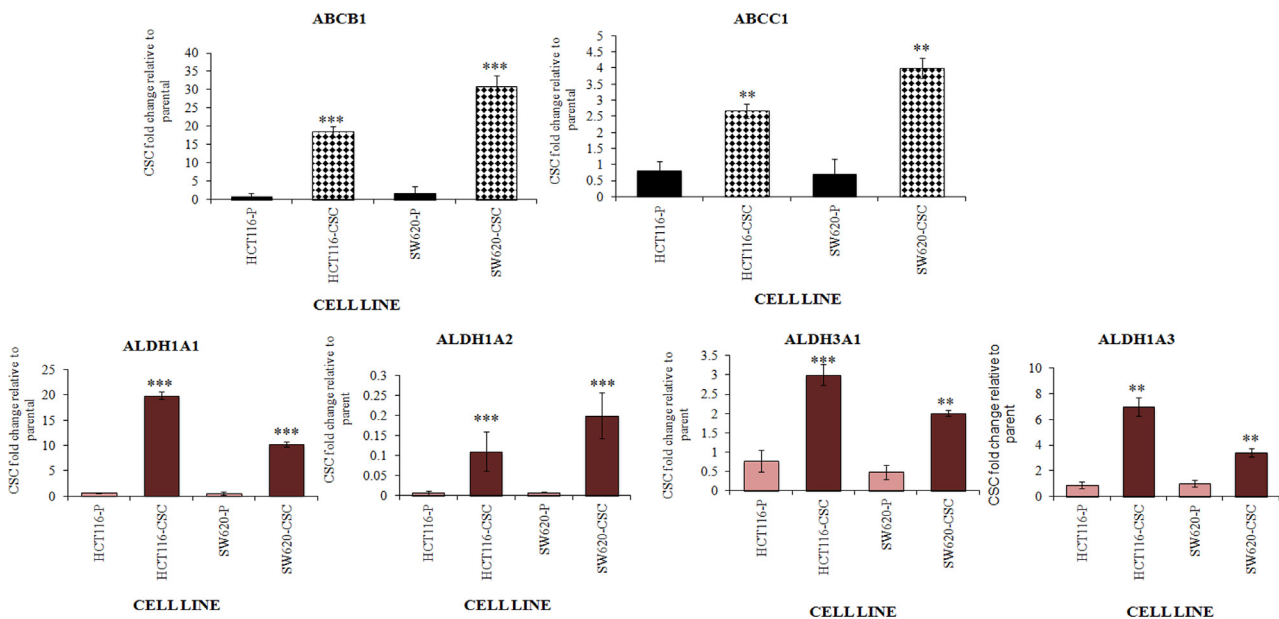 ABCB1
CSC fold change relative to
parental
40
35
30
25
20
15
10
5
0
***
***
HCT116-P
HCT116-CSC
SW620-P
SW620-CSC
CELL LINE
ABCC1
CSC fold change relative to
parental
5
4.5
4
3.5
3
2.5
2
1.5
1
0.5
0
**
**
HCT116-P
HCT116-CSC
SW620-P
SW620-CSC
CELL LINE
ALDH1A1
CSC fold change relative to
parental
25
20
15
10
5
0
***
***
HCT116-P
HCT116-CSC
SW620-P
SW620-CSC
CELL LINE
ALDH1A2
CSC fold change relative to
parent
0.3
0.25
0.2
0.15
0.1
0.05
0
***
***
HCT116-P
HCT116-CSC
SW620-P
SW620-CSC
CELL LINE
ALDH3A1
CSC fold change relative to
parent
3.5
3
2.5
2
1.5
1
0.5
0
***
**
HCT116-P
HCT116-CSC
SW620-P
SW620-CSC
CELL LINE
ALDH1A3
CSC fold change relative to
parent
10
8
6
4
2
0
**
**
HCT116-P
HCT116-CSC
SW620-P
SW620-CSC
CELL LINE